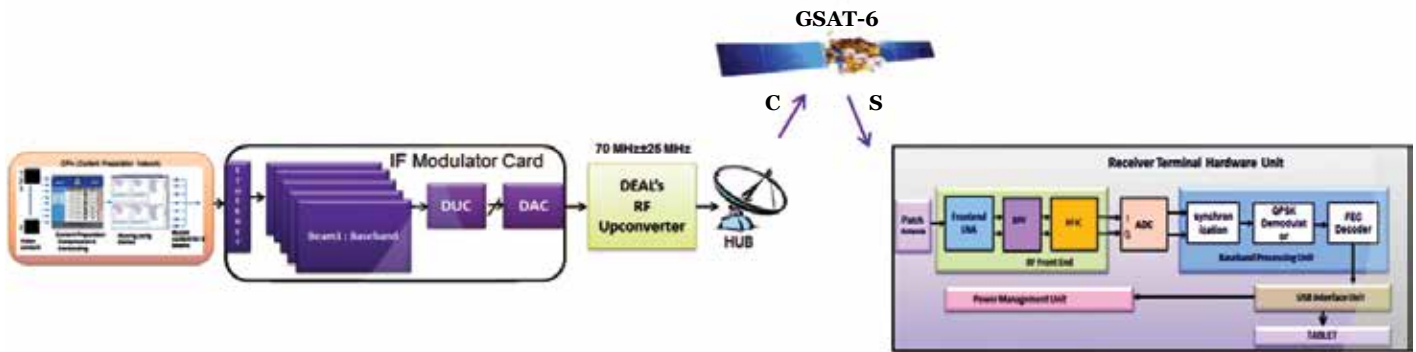 GSAT-6
C
S
IF Modulator Card
ETHERNET
Beam1 : Baseband
DUC
DAC
70 MHz±25 MHz
DEAL's
RF
Upconverter
HUB
Receiver Terminal Hardware Unit
Patch
Antenna
Frontend
LNA
BPF
RFIC
RF Front End
I
Q
ADC
synchron
ization
QPSK
Demodulat
or
FEC
Decoder
Baseband Processing Unit
Power Management Unit
USB Interface Unit
TABLET